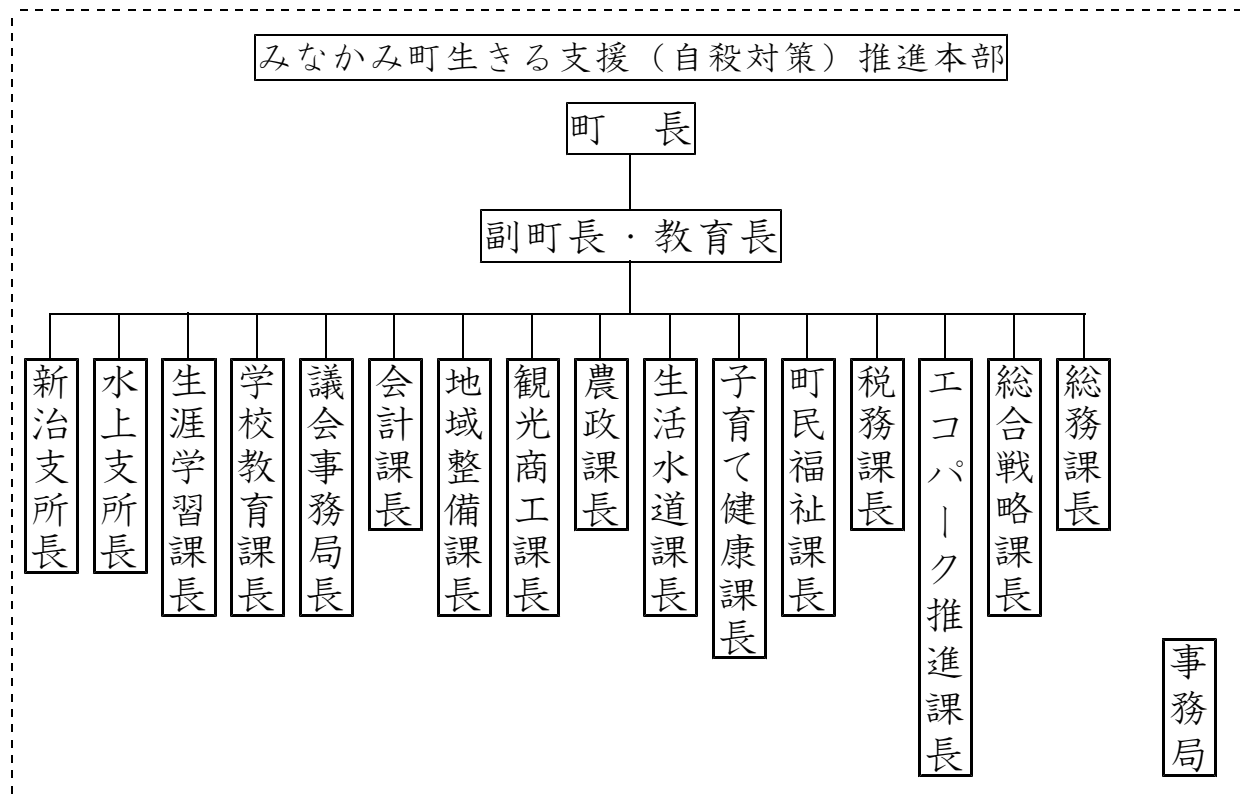 みなかみ町生きる支援（自殺対策）推進本部
町　長
副町長・教育長
総務課長
総合戦略課長
エコパーク推進課長
税務課長
町民福祉課長
子育て健康課長
生活水道課長
農政課長
観光商工課長
地域整備課長
会計課長
議会事務局長
学校教育課長
生涯学習課長
水上支所長
新治支所長
事務局